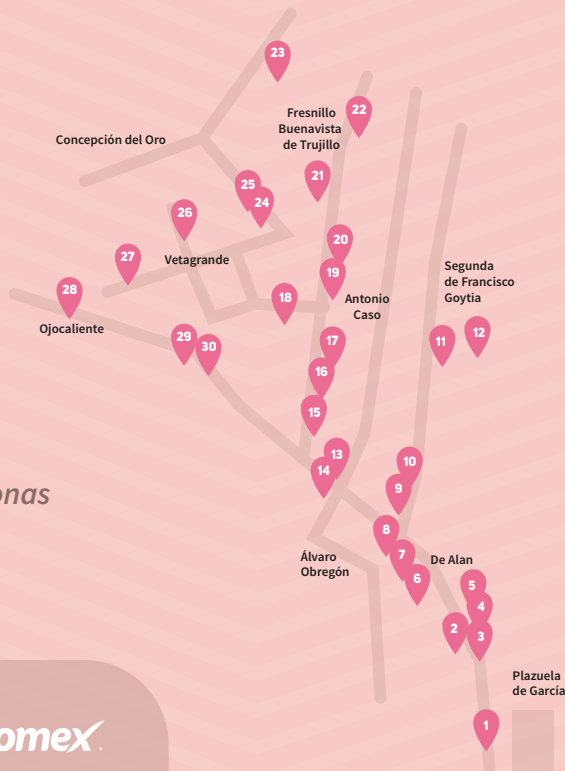 23
22
Fresnillo
Buenavista
de Trujillo
Concepción del Oro
21
25
24
26
20
Vetagrande
27
19
Segunda
de Francisco
Goytia
28
18
Antonio
Caso
Ojocaliente
29
30
17
11
12
16
15
13
14
10
9
onas
8
7
De Alan
Álvaro
Obregón
6
5
4
2
3
Plazuela
de García
1
omex